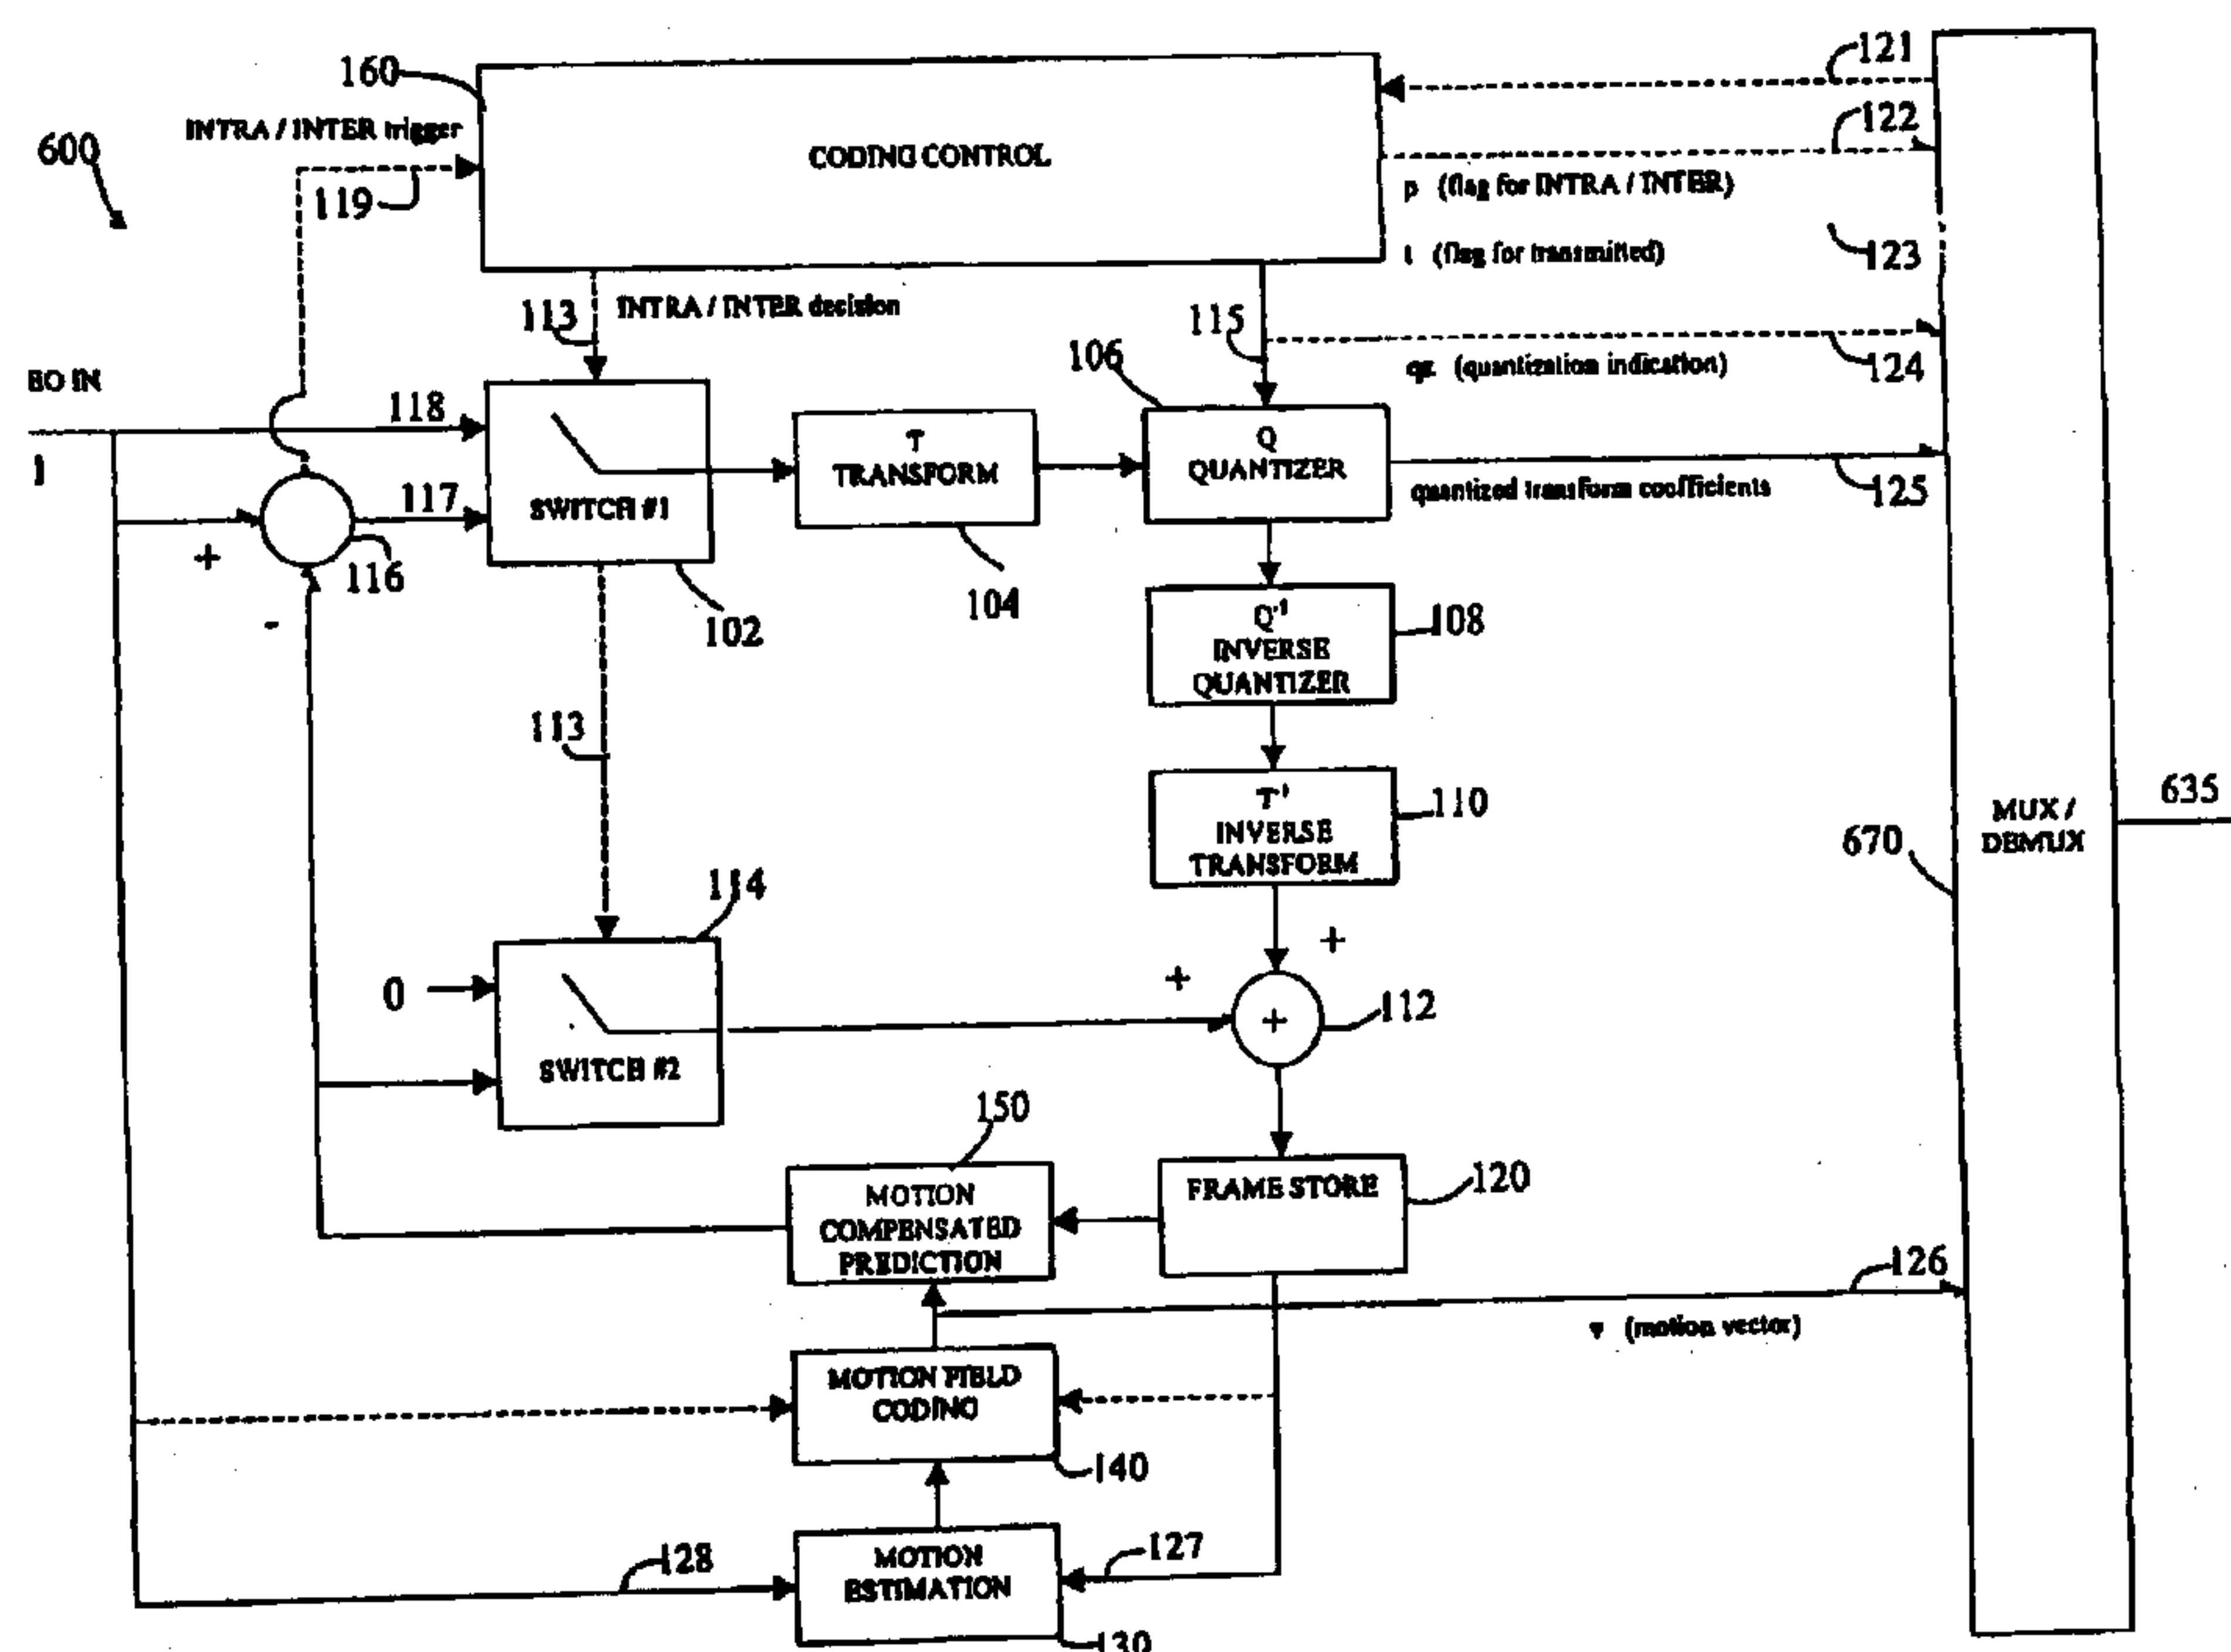 160
121
INTRA / INTER trigger
122
600
CODING CONTROL
p (flag for INTRA / INTER)
119
t (flag for transmitted)
123
113
INTRA / INTER decision
115
106
qz (quantization indication)
124
EO IN
118
T
TRANSFORM
Q
QUANTIZER
117
SWITCH #1
quantized transform coefficients
125
+
116
104
-
102
Q-1
INVERSE
QUANTIZER
108
113
T-1
INVERSE
TRANSFORM
110
635
MUX /
DEMUX
670
114
+
+
0
+
112
SWITCH #2
150
MOTION
COMPENSATED
PREDICTION
FRAME STORE
120
126
v (motion vector)
MOTION FIELD
CODING
140
128
MOTION
ESTIMATION
127
130